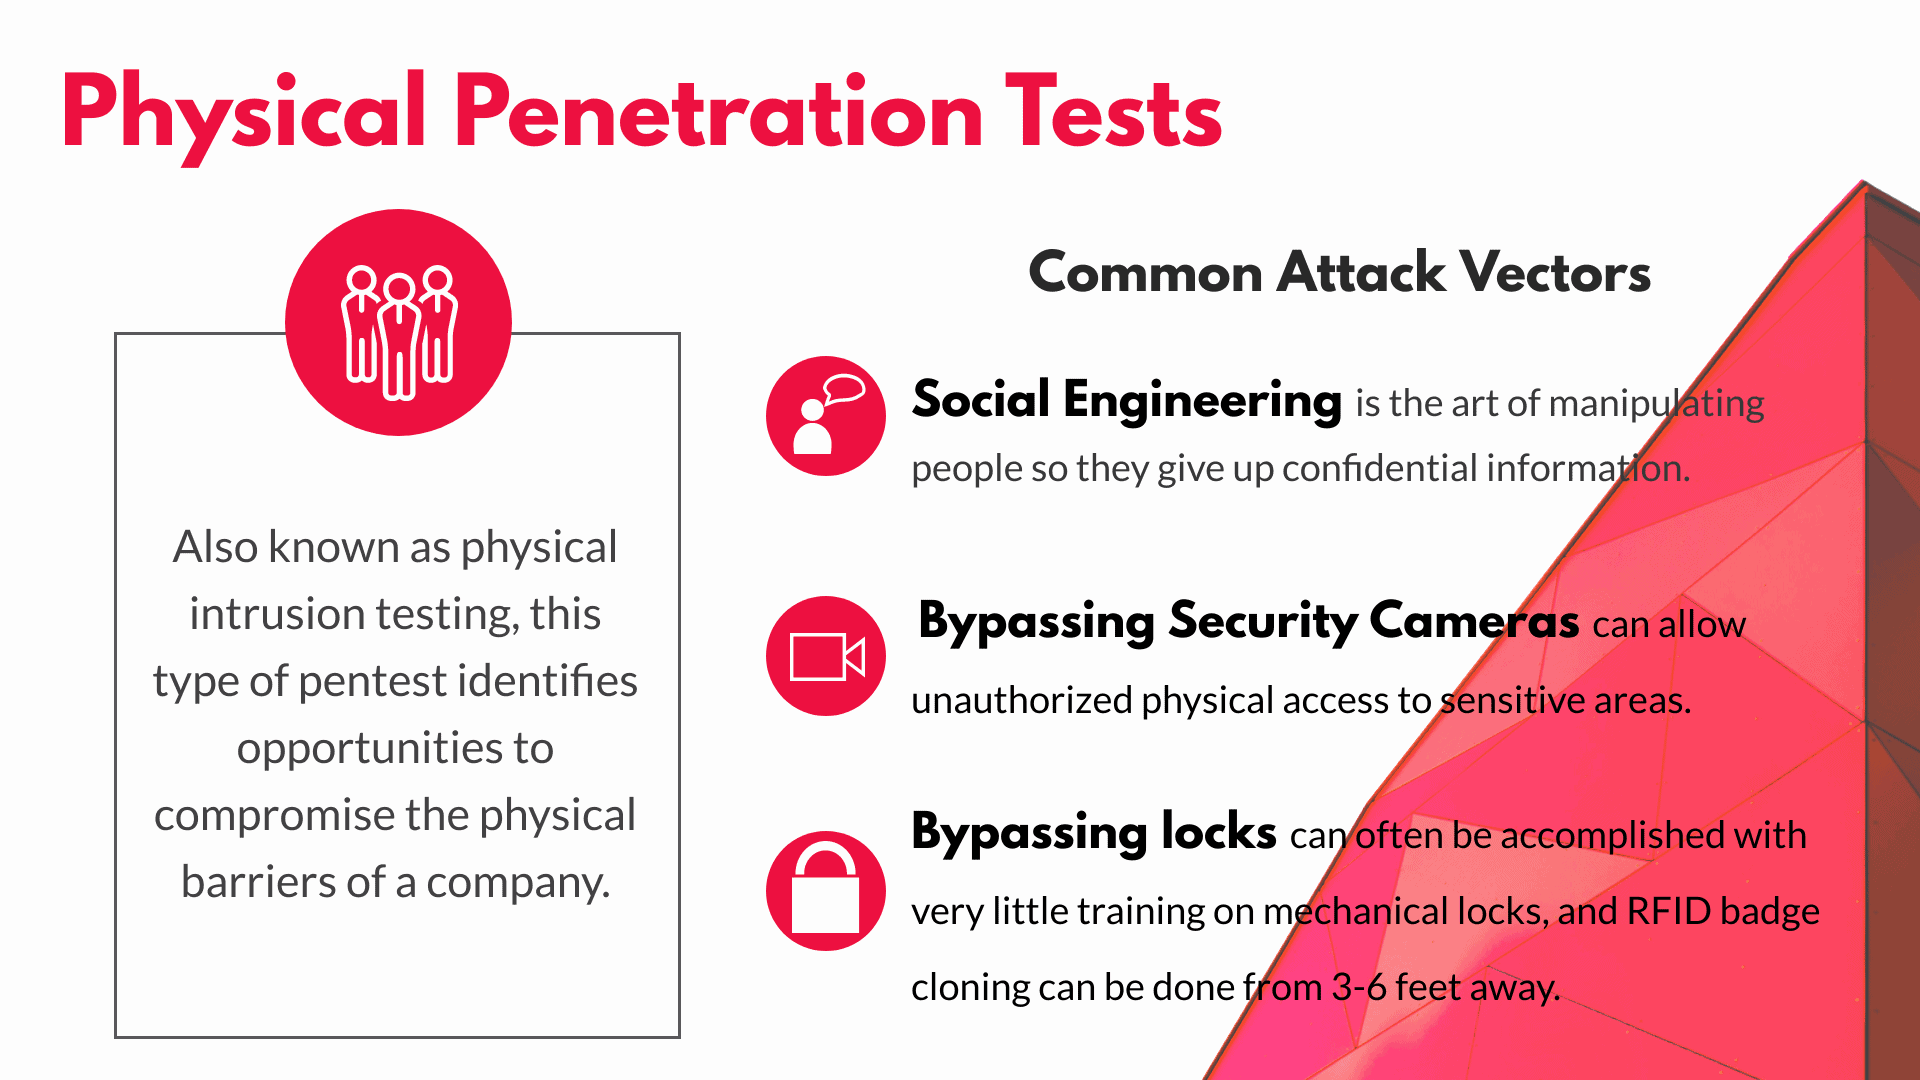 Physical Penetration Tests
Also known as physical
intrusion testing, this
type of pentest identifies
opportunities to
compromise the physical
barriers of a company.
Common Attack Vectors
Social Engineering is the art of manipulating
people so they give up confidential information.
Bypassing Security Cameras can allow
unauthorized physical access to sensitive areas.
Bypassing locks can often be accomplished with
very little training on mechanical locks, and RFID badge
cloning can be done from 3-6 feet away.